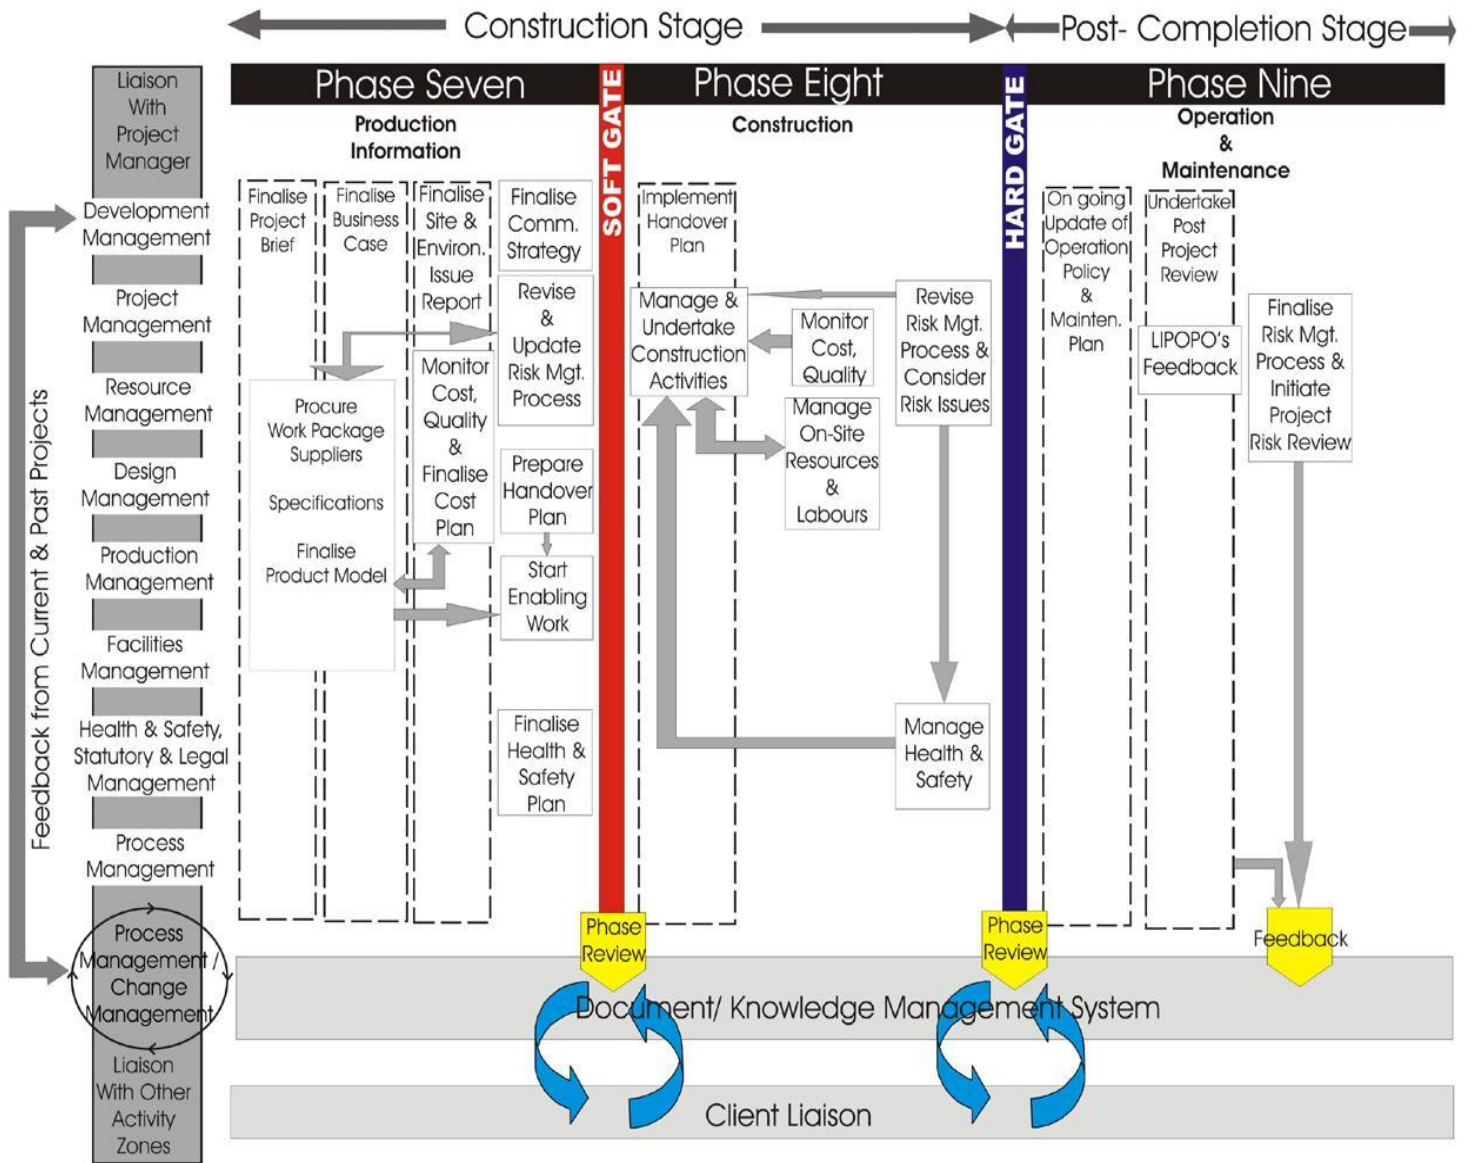 Construction Stage
Post- Completion Stage
Liaison
With
Project
Manager
Development
Management
Project
Management
Resource
Management
Design
Management
Production
Management
Facilities
Management
Health & Safety,
Statutory & Legal
Management
Process
Management
Process
Management /
Change
Management
Liaison
With Other
Activity
Zones
Feedback from Current & Past Projects
Phase Seven
Production
Information
Finalise
Project
Brief
Finalise
Business
Case
Finalise
Site &
Environ.
Issue
Report
Finalise
Comm.
Strategy
Revise
&
Update
Risk Mgt.
Process
Procure
Work Package
Suppliers
Specifications
Finalise
Product Model
Monitor
Cost,
Quality
&
Finalise
Cost
Plan
Prepare
Handover
Plan
Start
Enabling
Work
Finalise
Health &
Safety
Plan
SOFT GATE
Phase
Review
Phase Eight
Construction
Implement
Handover
Plan
Manage &
Undertake
Construction
Activities
Monitor
Cost,
Quality
Manage
On-Site
Resources
&
Labours
Revise
Risk Mgt.
Process &
Consider
Risk Issues
Manage
Health &
Safety
HARD GATE
Phase
Review
Phase Nine
Operation
&
Maintenance
On going
Update of
Operation
Policy
&
Mainten.
Plan
Undertake
Post
Project
Review
LIPOPO's
Feedback
Finalise
Risk Mgt.
Process &
Initiate
Project
Risk Review
Feedback
Document/ Knowledge Management System
Client Liaison